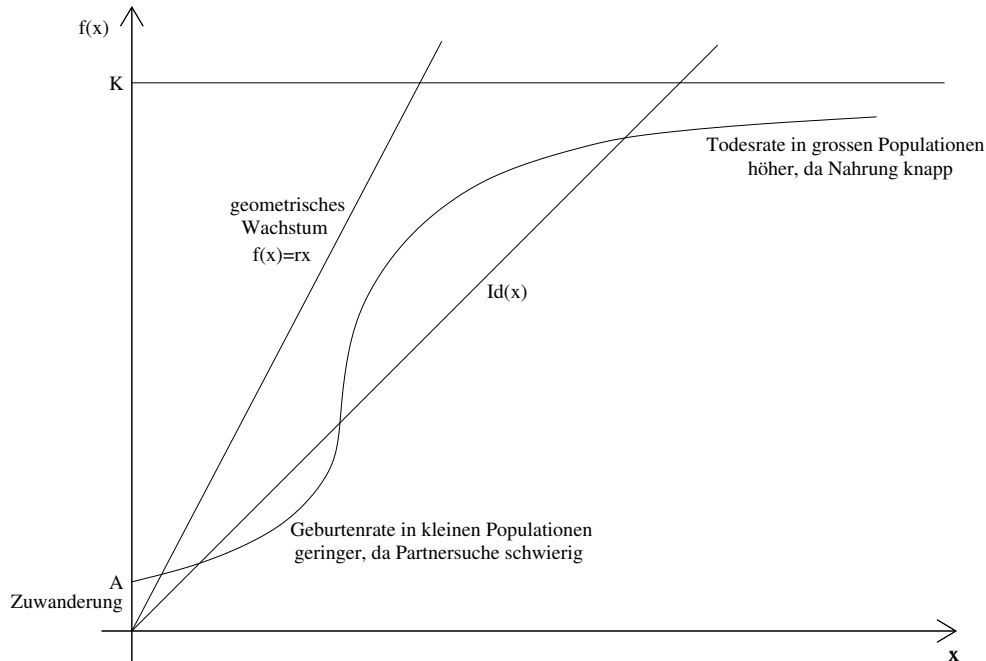 f(x)
K
Todesrate in grossen Populationen
höher, da Nahrung knapp
geometrisches
Wachstum
f(x)=rx
Id(x)
Geburtenrate in kleinen Populationen
geringer, da Partnersuche schwierig
A
Zuwanderung
x